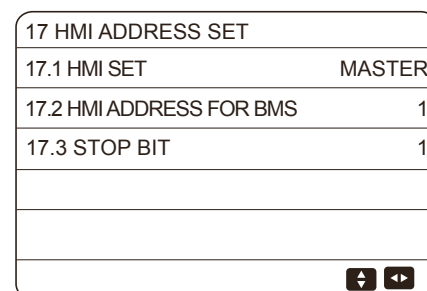 17 HMI ADDRESS SET
17.1 HMI SET MASTER
17.2 HMI ADDRESS FOR BMS 1
17.3 STOP BIT 1